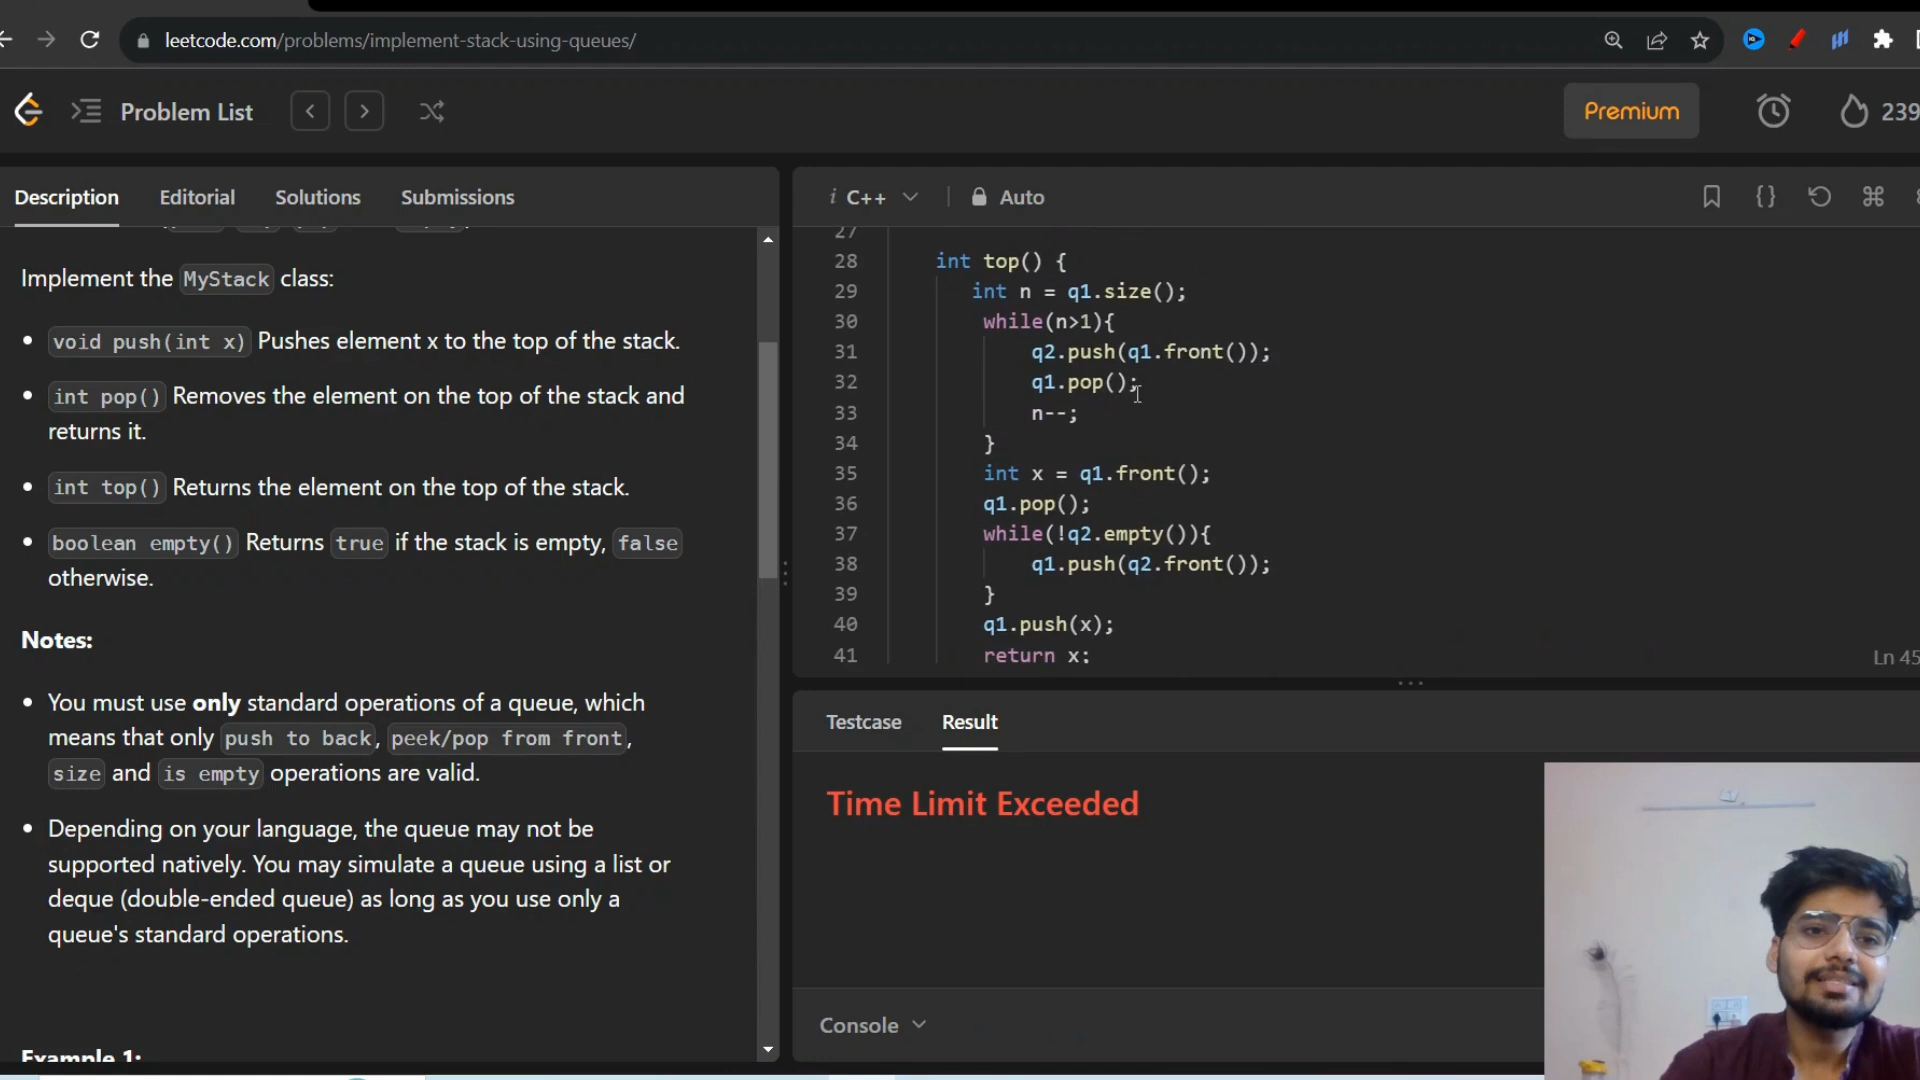 leetcode.com/problems/implement-stack-using-queues/
Problem List
Premium
239
Description
Editorial
Solutions
Submissions
Implement the MyStack class:
void push(int x) Pushes element x to the top of the stack.
int pop() Removes the element on the top of the stack and
returns it.
int top() Returns the element on the top of the stack.
boolean empty() Returns true if the stack is empty, false
otherwise.
Notes:
You must use only standard operations of a queue, which
means that only push to back, peek/pop from front,
size and is empty operations are valid.
Depending on your language, the queue may not be
supported natively. You may simulate a queue using a list or
deque (double-ended queue) as long as you use only a
queue's standard operations.
Example 1:
i C++
Auto
27
28 int top() {
29 int n = q1.size();
30 while(n>1){
31 q2.push(q1.front());
32 q1.pop();
33 n--;
34 }
35 int x = q1.front();
36 q1.pop();
37 while(!q2.empty()){
38 q1.push(q2.front());
39 }
40 q1.push(x);
41 return x;
Ln 45
Testcase
Result
Time Limit Exceeded
Console